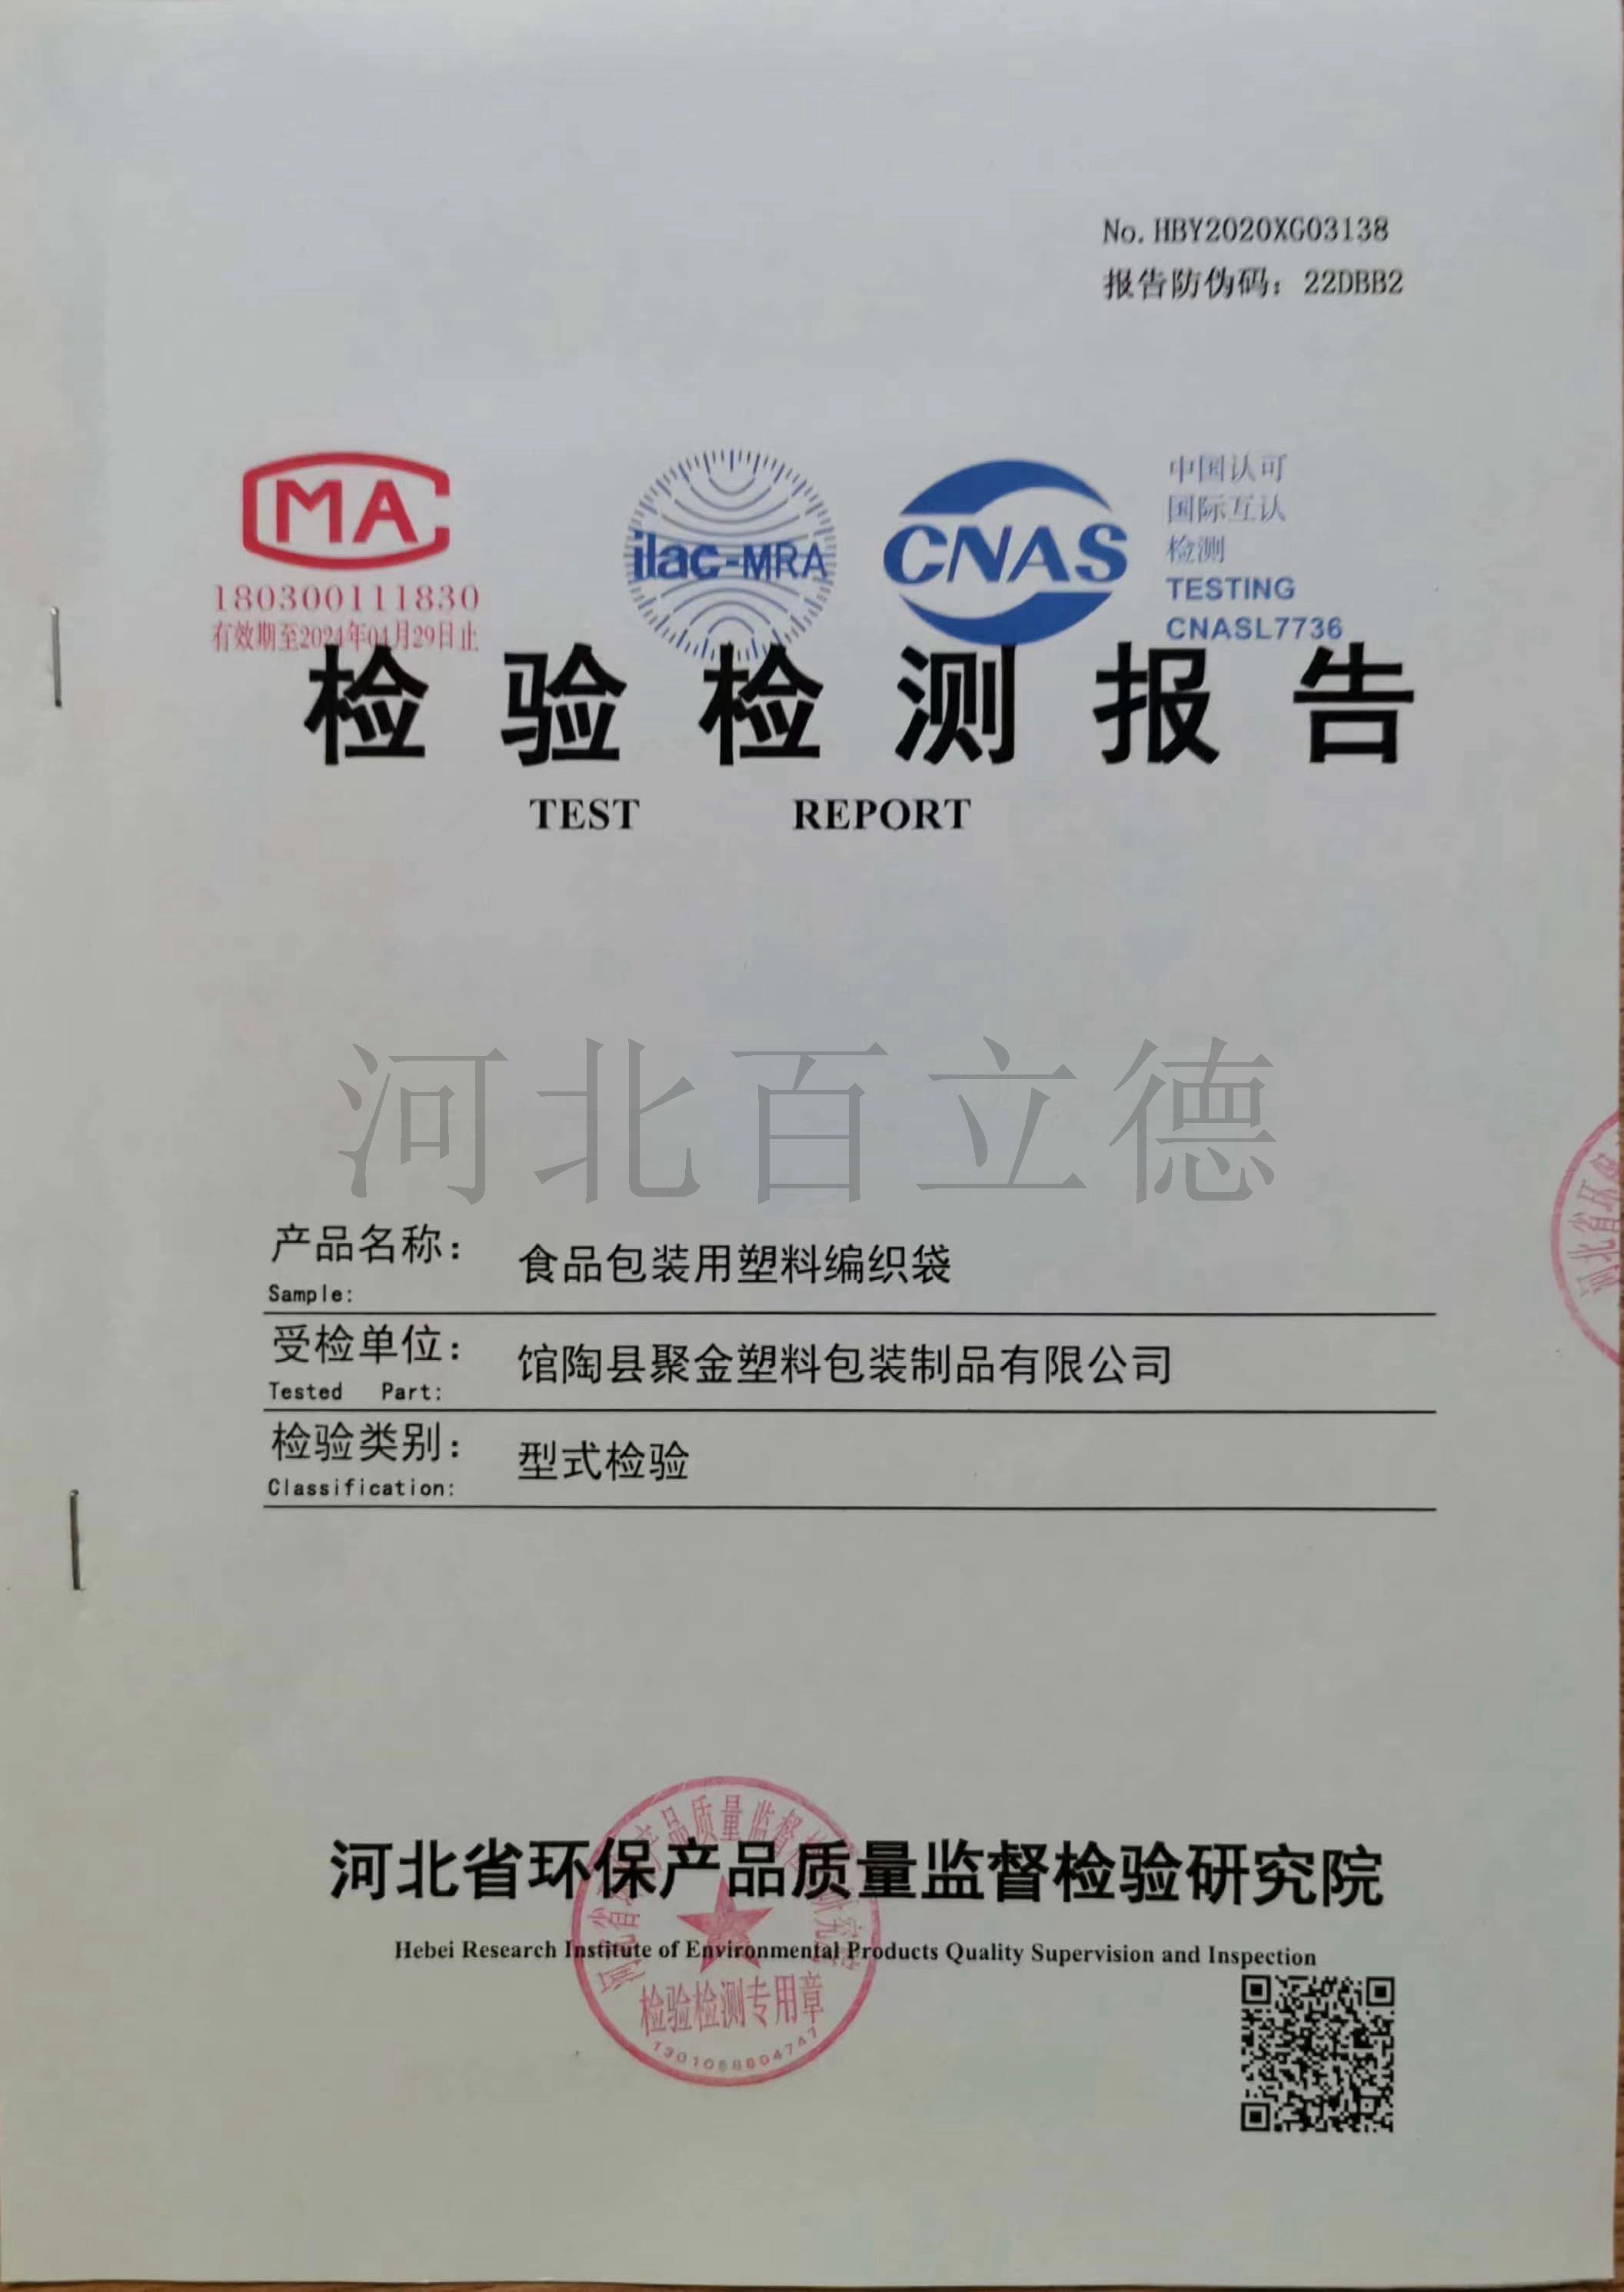 No.HBY2020XG03138
报告防伪码：22DBB2
MA
180300111830
有效期至2024年04月29日止
ilac-MRA
CNAS
中国认可
国际互认
检测
TESTING
CNASL7736
检验检测报告
TEST REPORT
河北百立德
产品名称： 食品包装用塑料编织袋
Sample:
受检单位： 馆陶县聚金塑料包装制品有限公司
Tested Part:
检验类别： 型式检验
Classification:
河北省环保产品质量监督检验研究院
Hebei Research Institute of Environmental Products Quality Supervision and Inspection
检验检测专用章
河北省环保